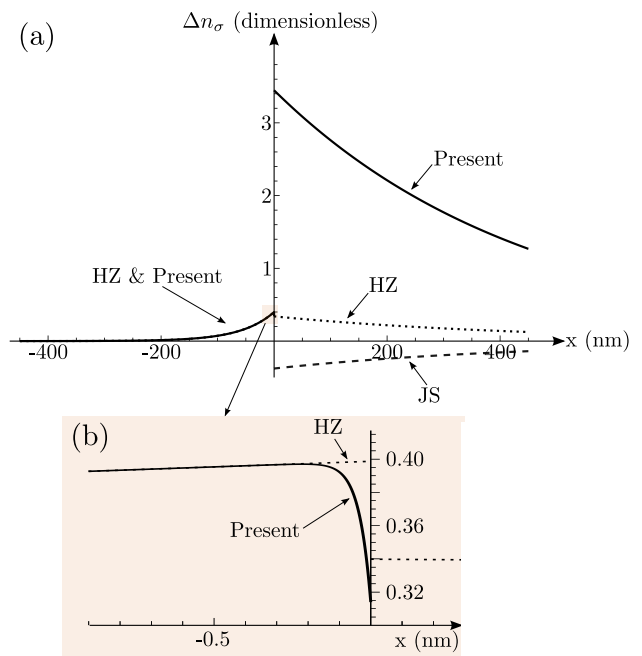 (a)
Δn_σ (dimensionless)
3
Present
2
HZ & Present
1
HZ
x (nm)
-400
-200
200
400
JS
(b)
HZ
0.40
Present
0.36
0.32
-0.5
x (nm)